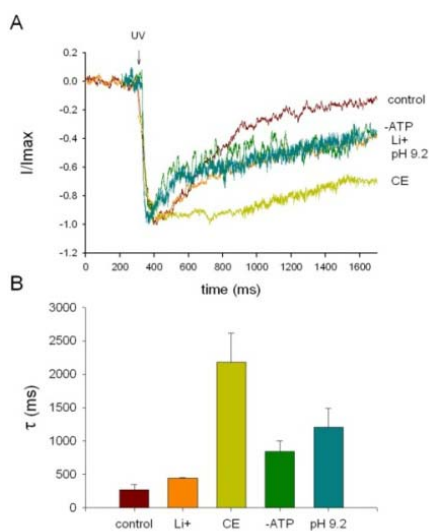 A
UV
0.2
0.0
-0.2
-0.4
-0.6
-0.8
-1.0
-1.2
I/Imax
control
-ATP
Li+
pH 9.2
CE
0 200 400 600 800 1000 1200 1400 1600
time (ms)
B
3000
2500
2000
1500
1000
500
0
τ (ms)
control Li+ CE -ATP pH 9.2